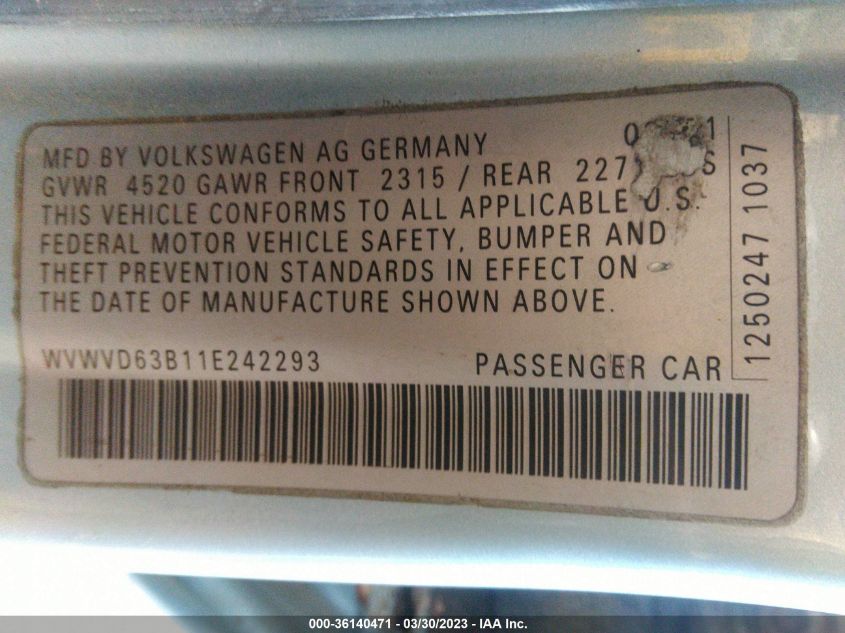 MFD BY VOLKSWAGEN AG GERMANY
GVWR 4520 GAWR FRONT 2315 / REAR
THIS VEHICLE CONFORMS TO ALL APPLICABLE U.S.
FEDERAL MOTOR VEHICLE SAFETY, BUMPER AND
THEFT PREVENTION STANDARDS IN EFFECT ON
THE DATE OF MANUFACTURE SHOWN ABOVE.
WVWVD63B11E242293 PASSENGER CAR
1250247 1037
000-36140471 — 03/30/2023 — IAA Inc.